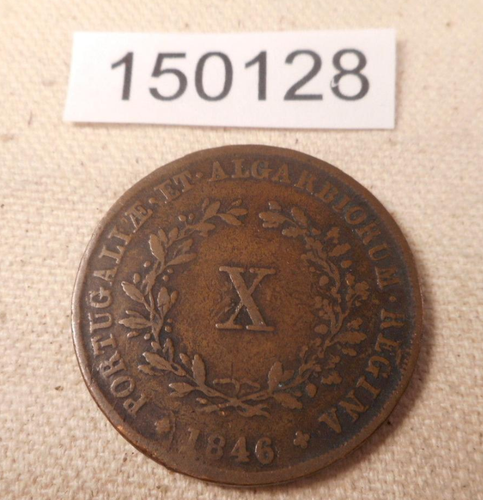 150128
PORTUGALIÆ · ET · ALGARBIORUM · REGINA
X
1846